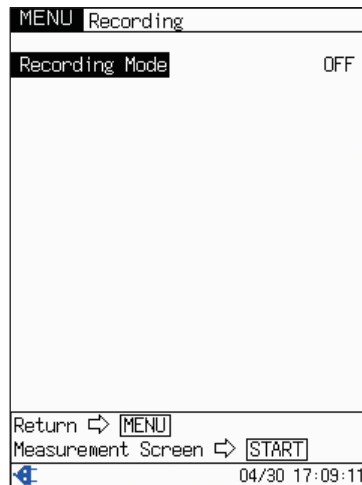 MENU Recording
Recording Mode OFF
Return ⇨ MENU
Measurement Screen ⇨ START
04/30 17:09:11